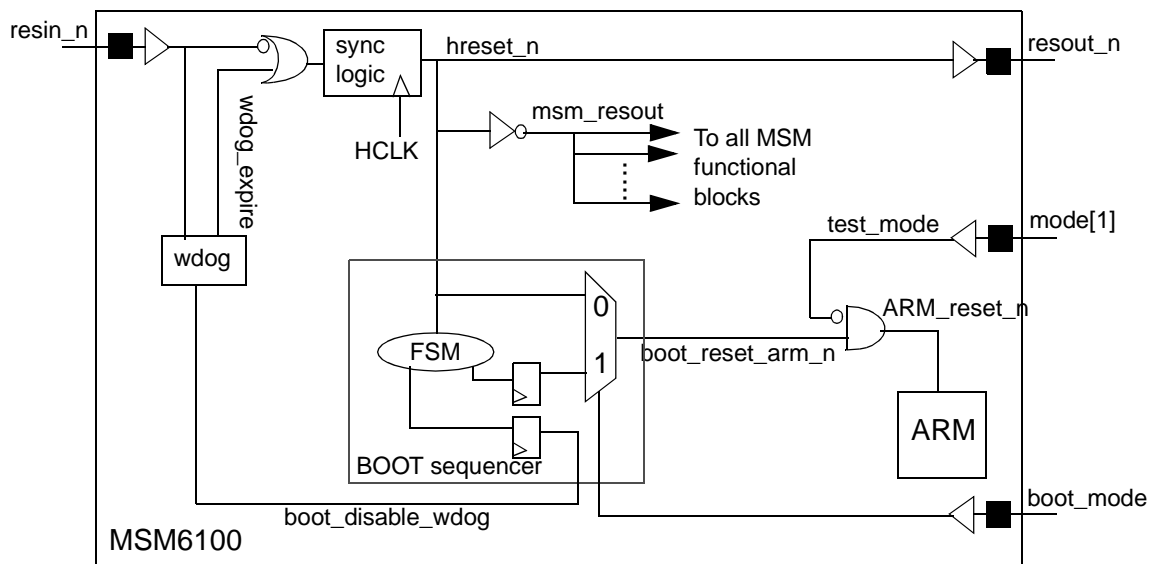 resin_n
sync
logic
hreset_n
resout_n
wdog_expire
HCLK
msm_resout
To all MSM
functional
blocks
test_mode
mode[1]
wdog
0
1
FSM
ARM_reset_n
boot_reset_arm_n
ARM
BOOT sequencer
boot_mode
boot_disable_wdog
MSM6100